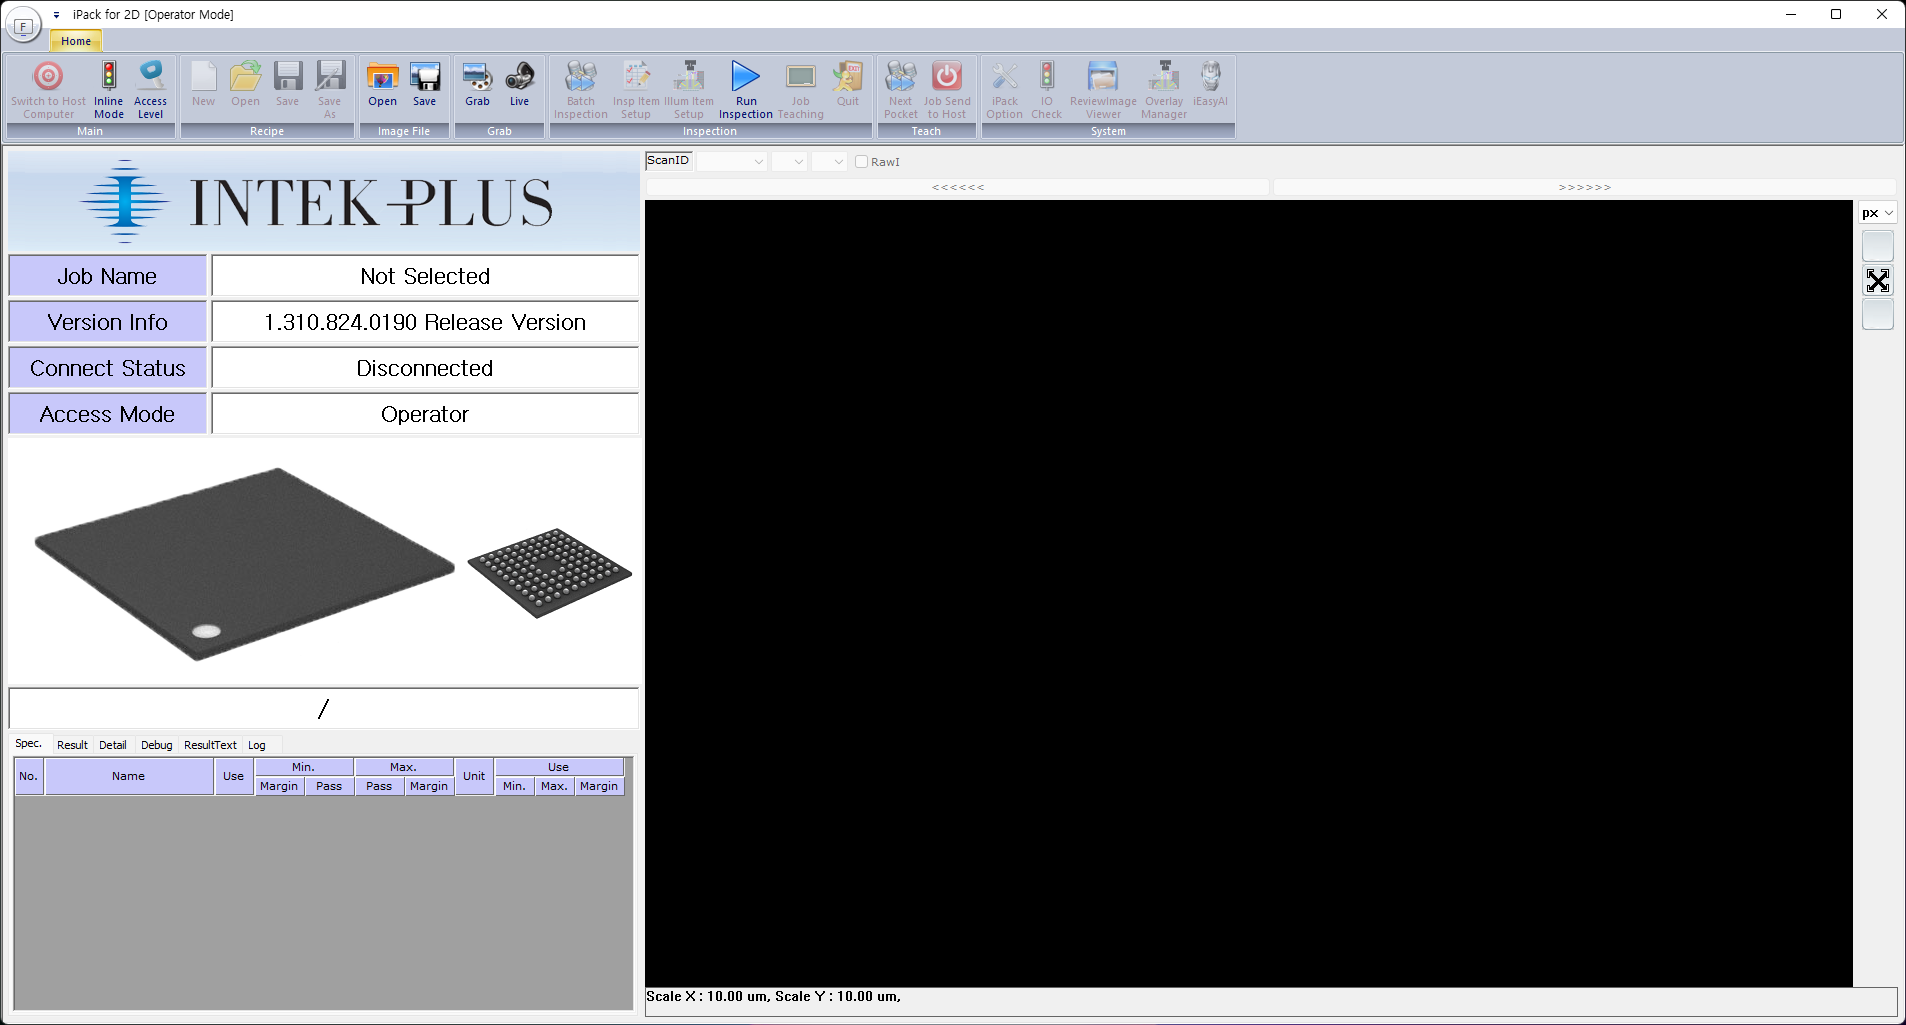 iPack for 2D [Operator Mode]
F
Home
Switch to Host Computer
Inline Mode
Access Level
Main
New
Open
Save
Save As
Recipe
Open
Save
Image File
Grab
Live
Grab
Batch Inspection
Insp Item Setup
Illum Item Setup
Run Inspection
Job Teaching
EXIT
Quit
Inspection
Next Pocket
Job Send to Host
Teach
iPack Option
IO Check
ReviewImage Viewer
Overlay Manager
iEasyAI
System
INTEK PLUS
ScanID
RawI
<<<<<<
>>>>>>
px
Job Name
Not Selected
Version Info
1.310.824.0190 Release Version
Connect Status
Disconnected
Access Mode
Operator
/
Spec. Result Detail Debug ResultText Log
No. Name Use Min. Max. Unit Use
Margin Pass Pass Margin Min. Max. Margin
Scale X : 10.00 um, Scale Y : 10.00 um,